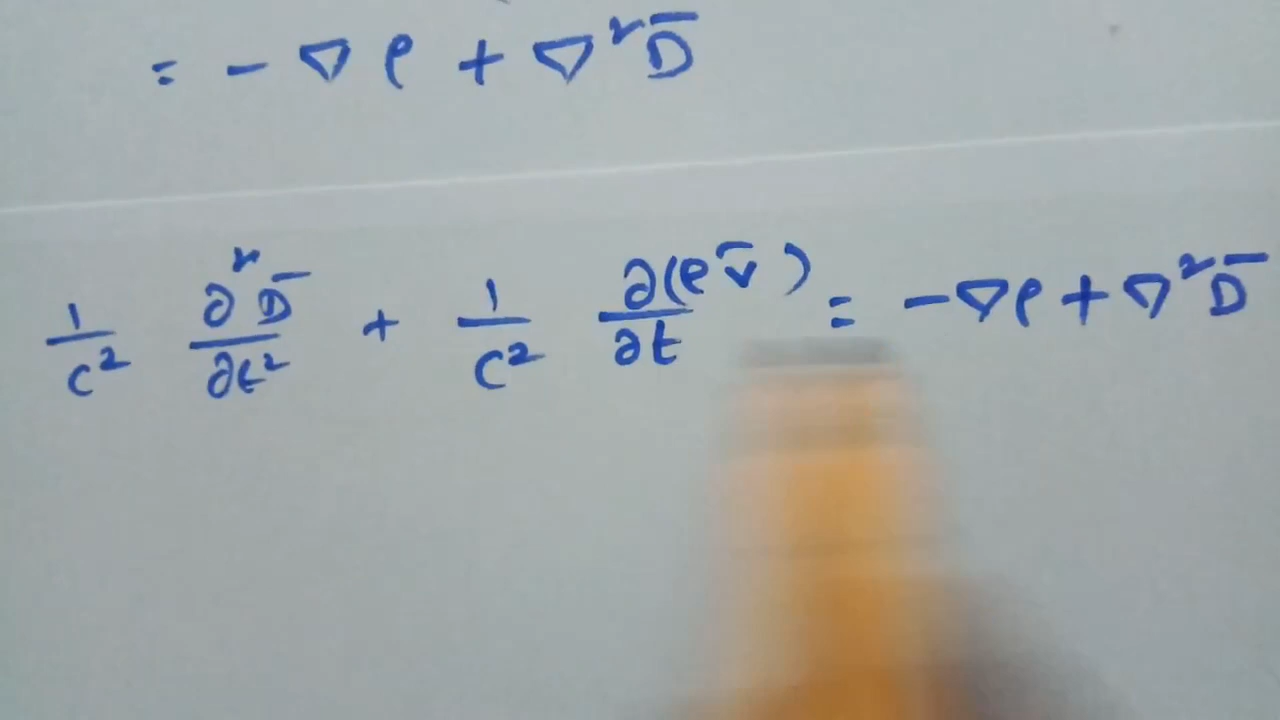 = - ∇ρ + ∇²D̄
1/c² ∂²D̄/∂t² + 1/c² ∂(ρv̄)/∂t = -∇ρ + ∇²D̄